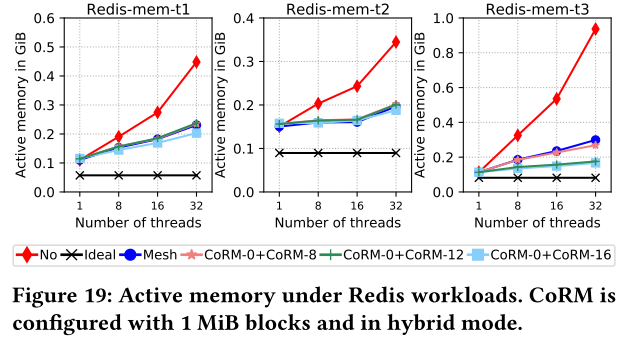 Redis-mem-t1
Redis-mem-t2
Redis-mem-t3
Active memory in GiB
0.6
0.5
0.4
0.3
0.2
0.1
0.0
1
8
16
32
Number of threads
Active memory in GiB
0.4
0.3
0.2
0.1
0.0
1
8
16
32
Number of threads
Active memory in GiB
1.0
0.8
0.6
0.4
0.2
0.0
1
8
16
32
Number of threads
No Ideal Mesh CoRM-0+CoRM-8 CoRM-0+CoRM-12 CoRM-0+CoRM-16
Figure 19: Active memory under Redis workloads. CoRM is
configured with 1 MiB blocks and in hybrid mode.